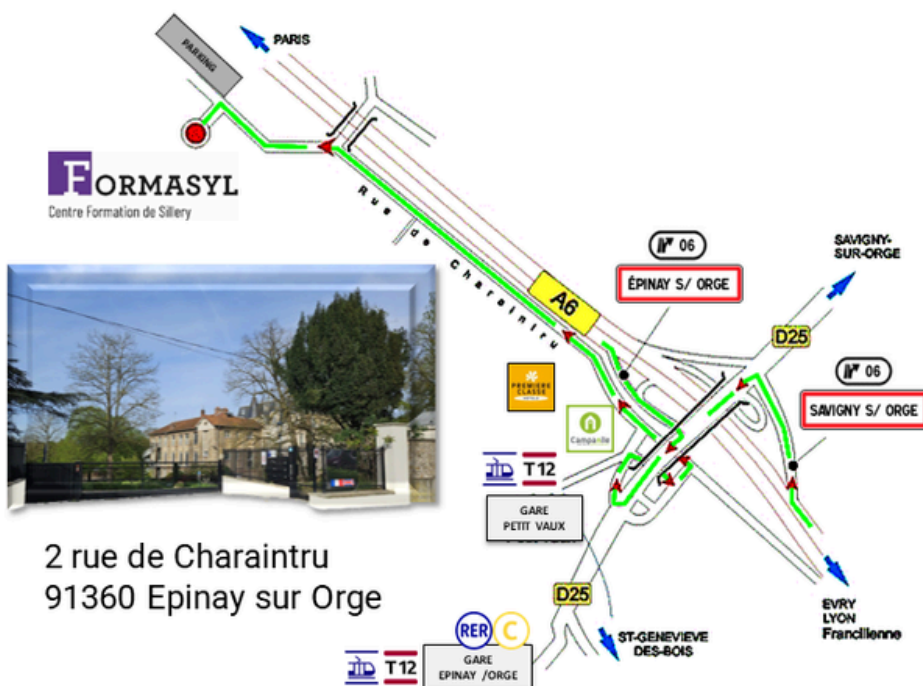 PARKING
PARIS
FORMASYL
Centre Formation de Sillery
Rue de Charaintru
06
ÉPINAY S/ ORGE
SAVIGNY-
SUR-ORGE
A6
D25
06
SAVIGNY S/ ORGE
PREMIERE
CLASSE
Campanile
T 12
GARE
PETIT VAUX
2 rue de Charaintru
91360 Epinay sur Orge
D25
EVRY
LYON
Francilienne
RER C
ST-GENEVIEVE
DES-BOIS
T 12
GARE
EPINAY /ORGE